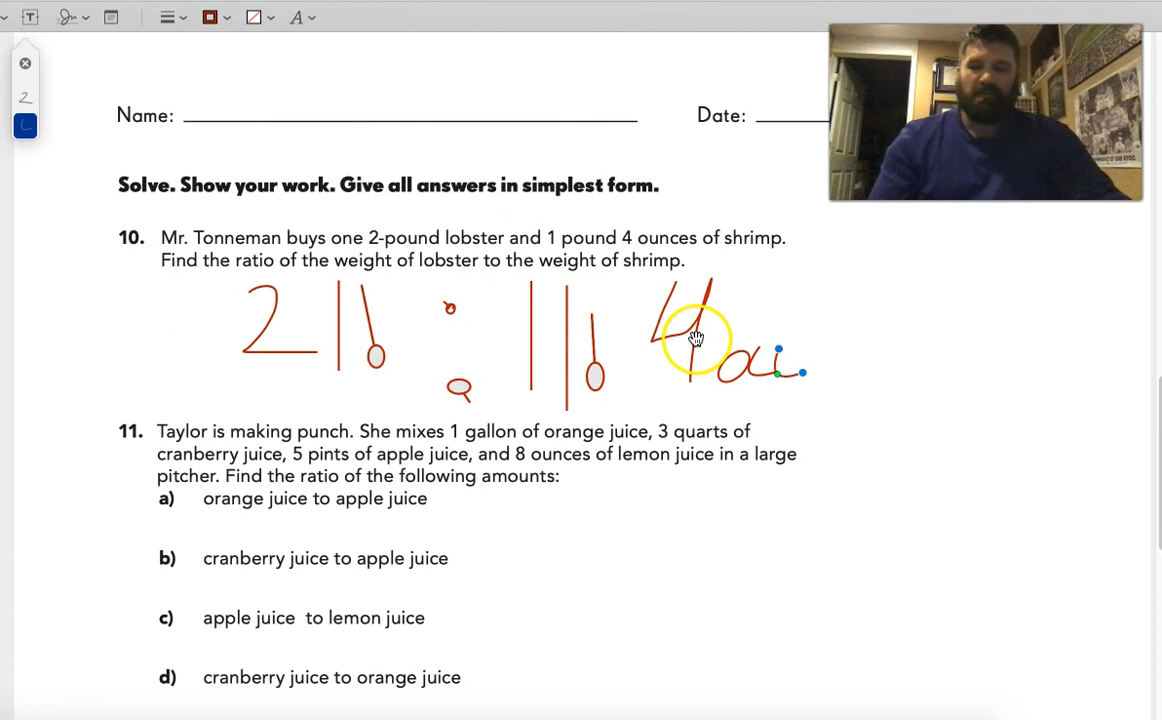 Name: Date:
Solve. Show your work. Give all answers in simplest form.
10. Mr. Tonneman buys one 2-pound lobster and 1 pound 4 ounces of shrimp.
Find the ratio of the weight of lobster to the weight of shrimp.
2 lb : 1 lb 4
11. Taylor is making punch. She mixes 1 gallon of orange juice, 3 quarts of
cranberry juice, 5 pints of apple juice, and 8 ounces of lemon juice in a large
pitcher. Find the ratio of the following amounts:
a) orange juice to apple juice
b) cranberry juice to apple juice
c) apple juice to lemon juice
d) cranberry juice to orange juice